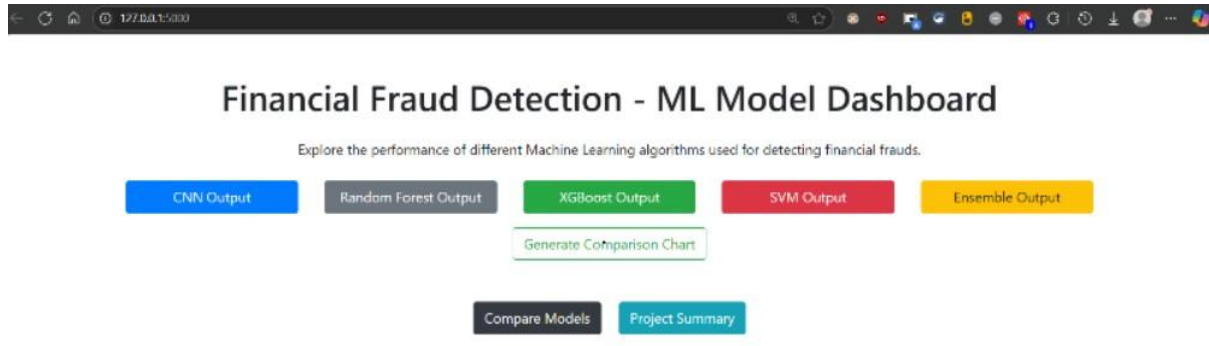 127.0.0.1:5000
Financial Fraud Detection - ML Model Dashboard
Explore the performance of different Machine Learning algorithms used for detecting financial frauds.
CNN Output Random Forest Output XGBoost Output SVM Output Ensemble Output
Generate Comparison Chart
Compare Models Project Summary